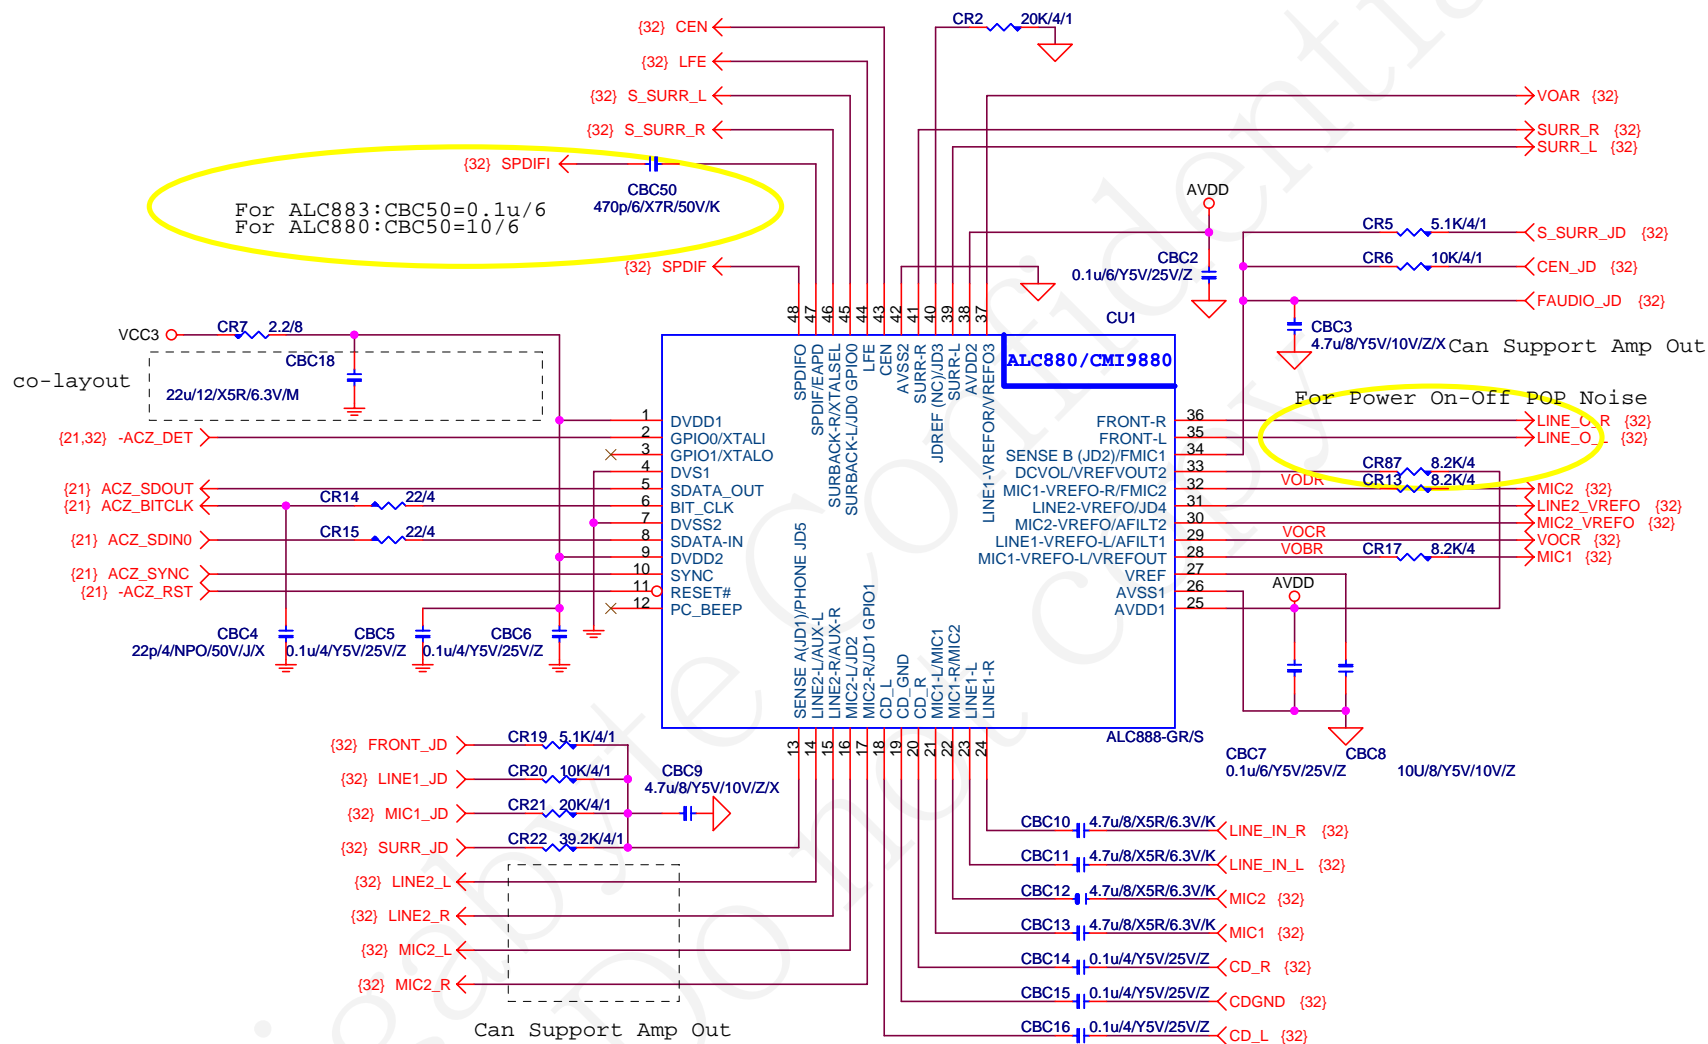 {32} CEN
{32} LFE
{32} S_SURR_L
{32} S_SURR_R
{32} SPDIFI
CBC50
470p/6/X7R/50V/K
For ALC883:CBC50=0.1u/6
For ALC880:CBC50=10/6
{32} SPDIF
CR2 20K/4/1
VOAR {32}
SURR_R {32}
SURR_L {32}
AVDD
CBC2
0.1u/6/Y5V/25V/Z
CR5 5.1K/4/1 S_SURR_JD {32}
CR6 10K/4/1 CEN_JD {32}
FAUDIO_JD {32}
CBC3
4.7u/8/Y5V/10V/Z/X
Can Support Amp Out
For Power On-Off POP Noise
VCC3 CR7 2.2/8
CBC18
22u/12/X5R/6.3V/M
co-layout
CU1
ALC880/CMI9880
48 47 46 45 44 43 42 41 40 39 38 37
SPDIFO
SPDIF/EAPD
SURBACK-R/XTALSEL
SURBACK-L/JD0 GPIO0
LFE
CEN
AVSS2
SURR-R
JDREF (NC)/JD3
SURR-L
AVDD2
LINE1-VREFOR/VREFO3
1 DVDD1
{21,32} -ACZ_DET 2 GPIO0/XTALI
3 GPIO1/XTALO
4 DVS1
{21} ACZ_SDOUT 5 SDATA_OUT
{21} ACZ_BITCLK CR14 22/4 6 BIT_CLK
7 DVSS2
{21} ACZ_SDIN0 CR15 22/4 8 SDATA-IN
9 DVDD2
{21} ACZ_SYNC 10 SYNC
{21} -ACZ_RST 11 RESET#
12 PC_BEEP
FRONT-R 36 LINE_O_R {32}
FRONT-L 35 LINE_O_L {32}
SENSE B (JD2)/FMIC1 34
DCVOL/VREFVOUT2 33 CR87 8.2K/4
MIC1-VREFO-R/FMIC2 32 VODR CR13 8.2K/4 MIC2 {32}
LINE2-VREFO/JD4 31 LINE2_VREFO {32}
MIC2-VREFO/AFILT2 30 MIC2_VREFO {32}
LINE1-VREFO-L/AFILT1 29 VOCR VOCR {32}
MIC1-VREFO-L/VREFOUT 28 VOBR CR17 8.2K/4 MIC1 {32}
VREF 27
AVSS1 26
AVDD1 25
AVDD
CBC4
22p/4/NPO/50V/J/X
CBC5
0.1u/4/Y5V/25V/Z
CBC6
0.1u/4/Y5V/25V/Z
SENSE A(JD1)/PHONE JD5
LINE2-L/AUX-L
LINE2-R/AUX-R
MIC2-L/JD2
MIC2-R/JD1 GPIO1
CD_L
CD_GND
CD_R
MIC1-L/MIC1
MIC1-R/MIC2
LINE1-L
LINE1-R
13 14 15 16 17 18 19 20 21 22 23 24
ALC888-GR/S
CBC7
0.1u/6/Y5V/25V/Z
CBC8
10U/8/Y5V/10V/Z
{32} FRONT_JD CR19 5.1K/4/1
{32} LINE1_JD CR20 10K/4/1
{32} MIC1_JD CR21 20K/4/1
{32} SURR_JD CR22 39.2K/4/1
CBC9
4.7u/8/Y5V/10V/Z/X
{32} LINE2_L
{32} LINE2_R
{32} MIC2_L
{32} MIC2_R
Can Support Amp Out
CBC10 4.7u/8/X5R/6.3V/K LINE_IN_R {32}
CBC11 4.7u/8/X5R/6.3V/K LINE_IN_L {32}
CBC12 4.7u/8/X5R/6.3V/K MIC2 {32}
CBC13 4.7u/8/X5R/6.3V/K MIC1 {32}
CBC14 0.1u/4/Y5V/25V/Z CD_R {32}
CBC15 0.1u/4/Y5V/25V/Z CDGND {32}
CBC16 0.1u/4/Y5V/25V/Z CD_L {32}
Gigabyte Confidential
Do not copy